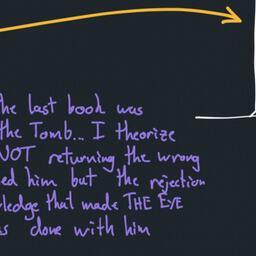 he last book was
the Tomb... I theorize
NOT returning the wrong
ed him but the rejection
ledge that made THE EYE
s done with him